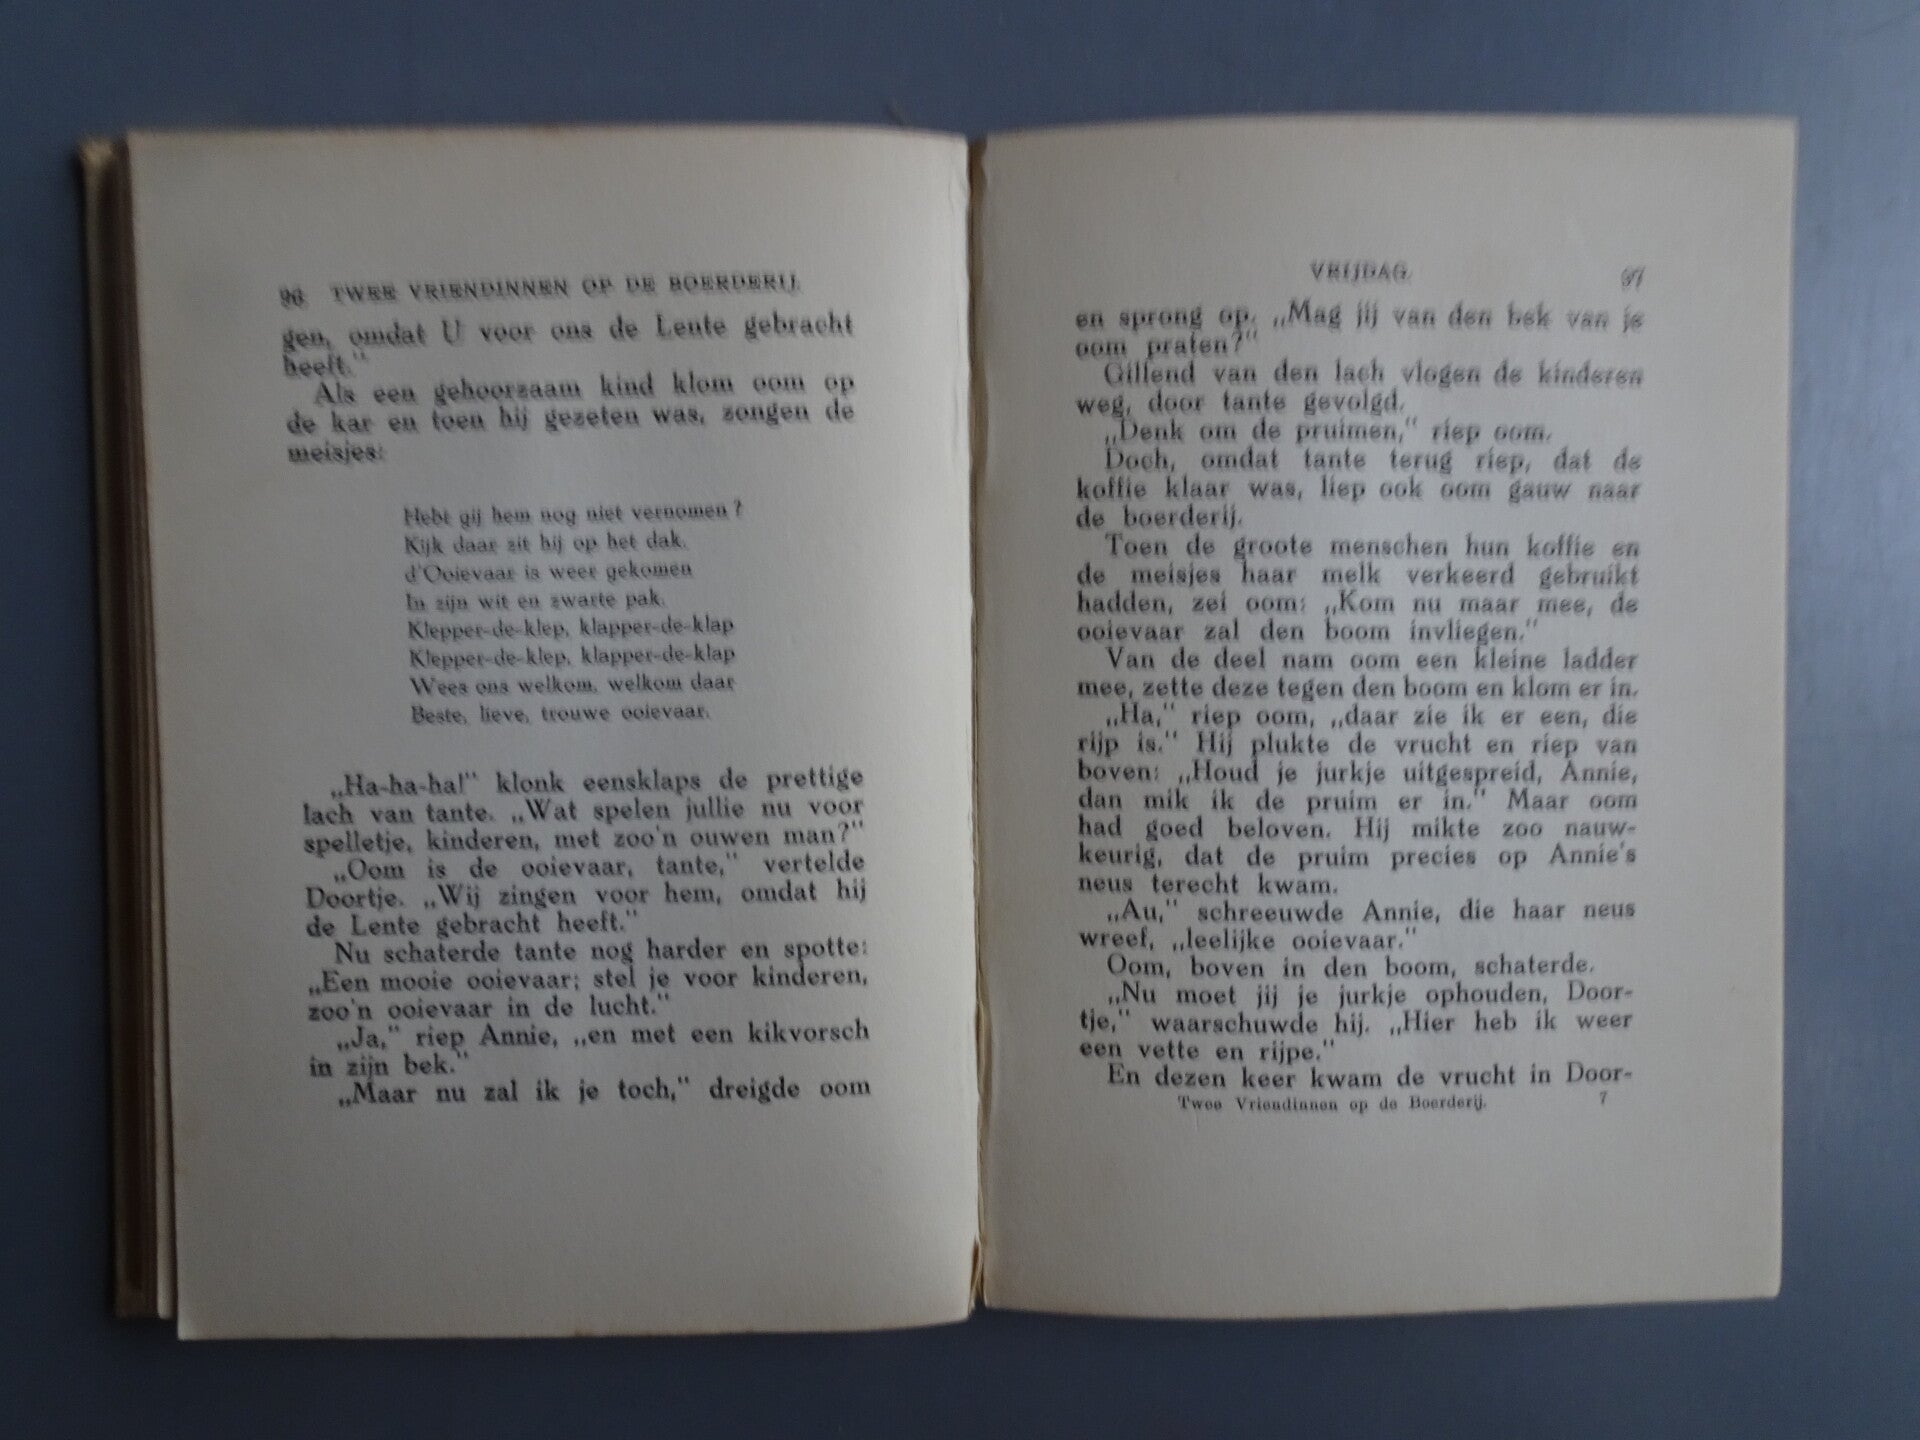 96 TWEE VRIENDINNEN OP DE BOERDERIJ.
gen, omdat U voor ons de Lente gebracht
heeft."
Als een gehoorzaam kind klom oom op
de kar en toen hij gezeten was, zongen de
meisjes:
Hebt gij hem nog niet vernomen?
Kijk daar zit hij op het dak.
d'Ooievaar is weer gekomen
In zijn wit en zwarte pak.
Klepper-de-klep, klapper-de-klap
Klepper-de-klep, klapper-de-klap
Wees ons welkom, welkom daar
Beste, lieve, trouwe ooievaar.
„Ha-ha-ha!" klonk eensklaps de prettige
lach van tante. „Wat spelen jullie nu voor
spelletje, kinderen, met zoo'n ouwen man?"
„Oom is de ooievaar, tante," vertelde
Doortje. „Wij zingen voor hem, omdat hij
de Lente gebracht heeft."
Nu schaterde tante nog harder en spotte:
„Een mooie ooievaar; stel je voor kinderen,
zoo'n ooievaar in de lucht."
„Ja," riep Annie, „en met een kikvorsch
in zijn bek."
„Maar nu zal ik je toch," dreigde oom
VRIJDAG. 97
en sprong op. „Mag jij van den bek van je
oom praten?"
Gillend van den lach vlogen de kinderen
weg, door tante gevolgd.
„Denk om de pruimen," riep oom.
Doch, omdat tante terug riep, dat de
koffie klaar was, liep ook oom gauw naar
de boerderij.
Toen de groote menschen hun koffie en
de meisjes haar melk verkeerd gebruikt
hadden, zei oom: „Kom nu maar mee, de
ooievaar zal den boom invliegen."
Van de deel nam oom een kleine ladder
mee, zette deze tegen den boom en klom er in.
„Ha," riep oom, „daar zie ik er een, die
rijp is." Hij plukte de vrucht en riep van
boven: „Houd je jurkje uitgespreid, Annie,
dan mik ik de pruim er in." Maar oom
had goed beloven. Hij mikte zoo nauw-
keurig, dat de pruim precies op Annie's
neus terecht kwam.
„Au," schreeuwde Annie, die haar neus
wreef, „leelijke ooievaar."
Oom, boven in den boom, schaterde.
„Nu moet jij je jurkje ophouden, Door-
tje," waarschuwde hij. „Hier heb ik weer
een vette en rijpe."
En dezen keer kwam de vrucht in Door-
Twee Vriendinnen op de Boerderij. 7